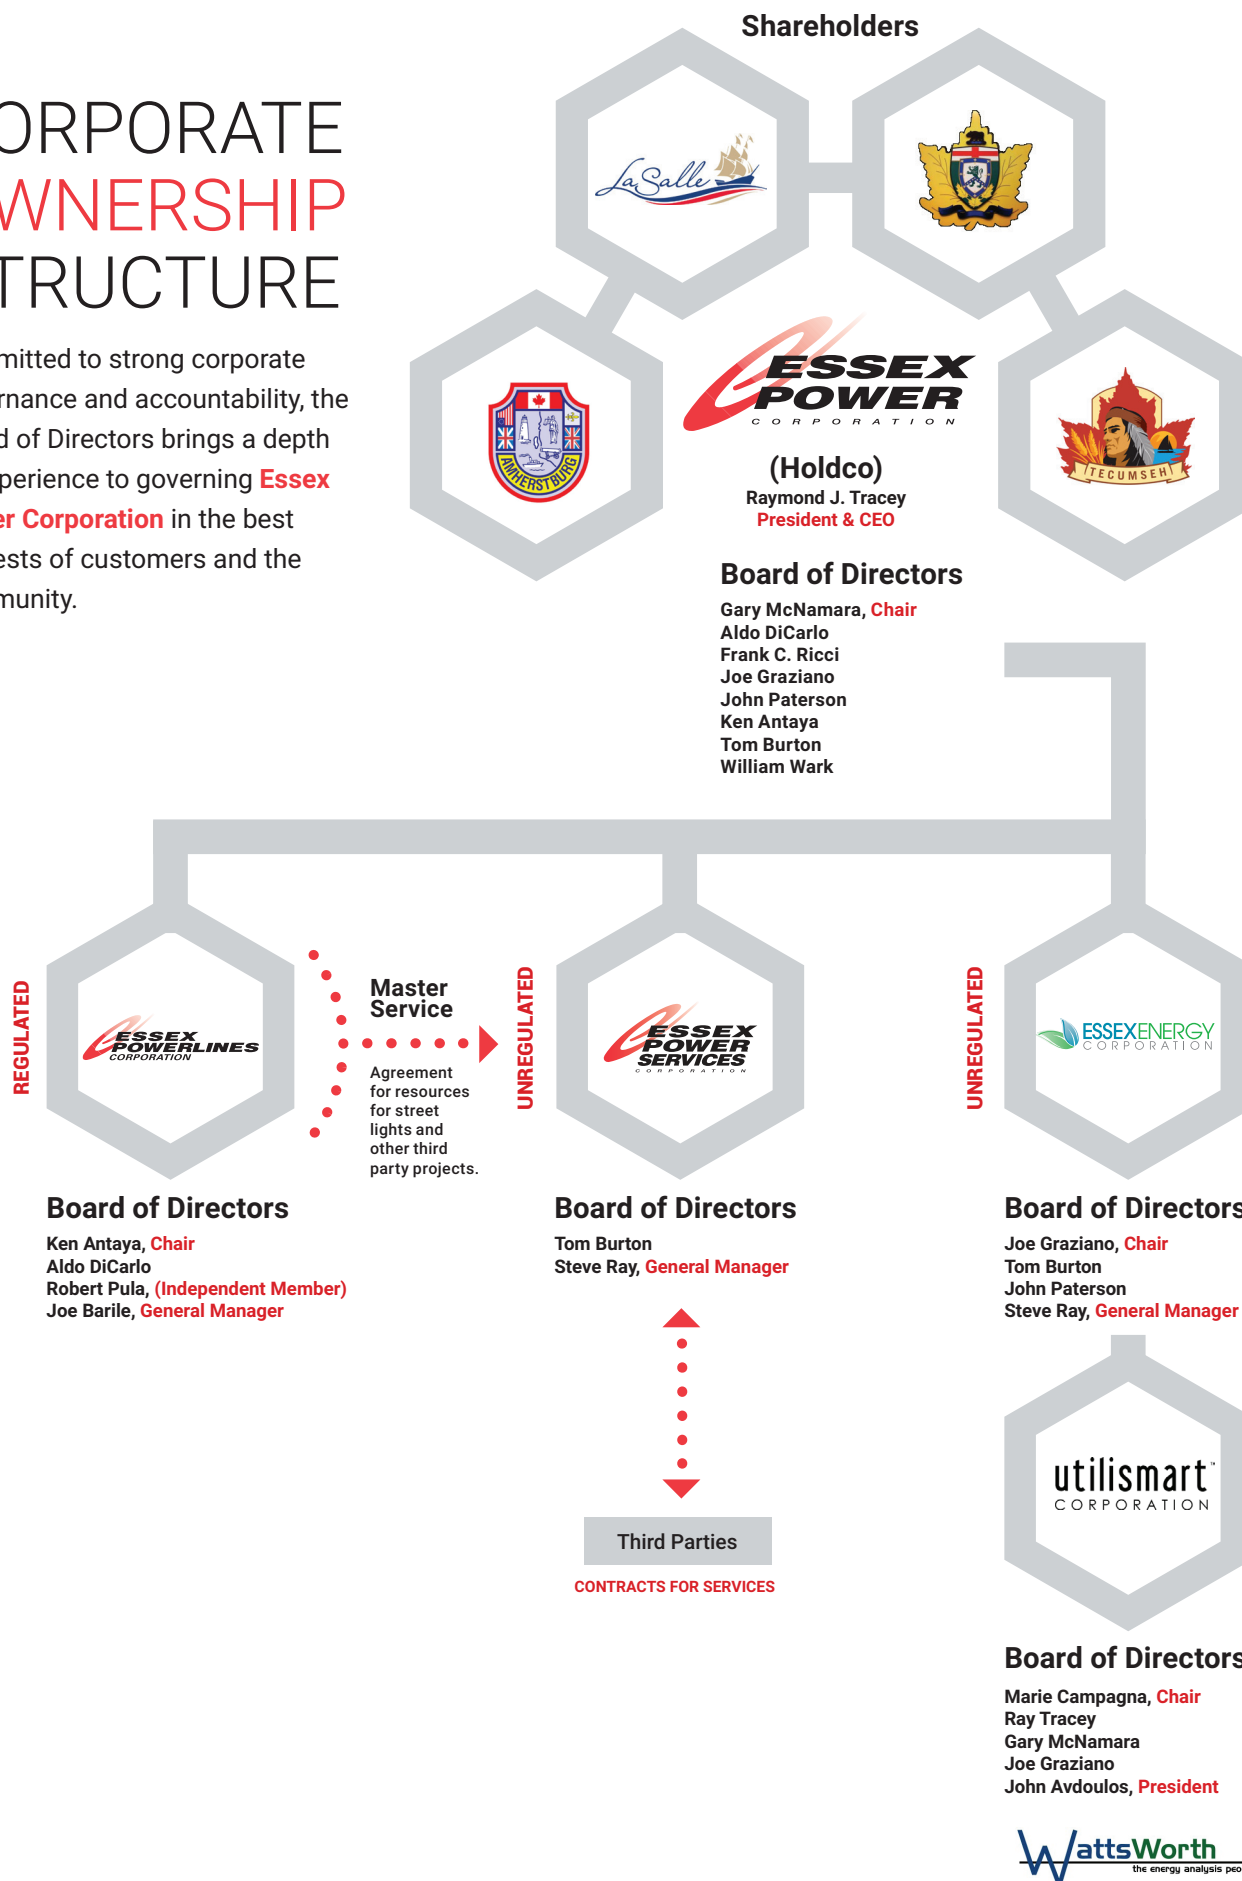 Shareholders
ORPORATE
WNERSHIP
TRUCTURE
mitted to strong corporate
rnance and accountability, the
d of Directors brings a depth
xperience to governing Essex
er Corporation in the best
ests of customers and the
munity.
LaSalle
AMHERSTBURG
TECUMSEH
ESSEX
POWER
CORPORATION
(Holdco)
Raymond J. Tracey
President & CEO
Board of Directors
Gary McNamara, Chair
Aldo DiCarlo
Frank C. Ricci
Joe Graziano
John Paterson
Ken Antaya
Tom Burton
William Wark
REGULATED
ESSEX
POWERLINES
CORPORATION
Board of Directors
Ken Antaya, Chair
Aldo DiCarlo
Robert Pula, (Independent Member)
Joe Barile, General Manager
Master
Service
Agreement
for resources
for street
lights and
other third
party projects.
UNREGULATED
ESSEX
POWER
SERVICES
CORPORATION
Board of Directors
Tom Burton
Steve Ray, General Manager
Third Parties
CONTRACTS FOR SERVICES
UNREGULATED
ESSEXENERGY
CORPORATION
Board of Directors
Joe Graziano, Chair
Tom Burton
John Paterson
Steve Ray, General Manager
utilismart™
CORPORATION
Board of Directors
Marie Campagna, Chair
Ray Tracey
Gary McNamara
Joe Graziano
John Avdoulos, President
WattsWorth
the energy analysis peo